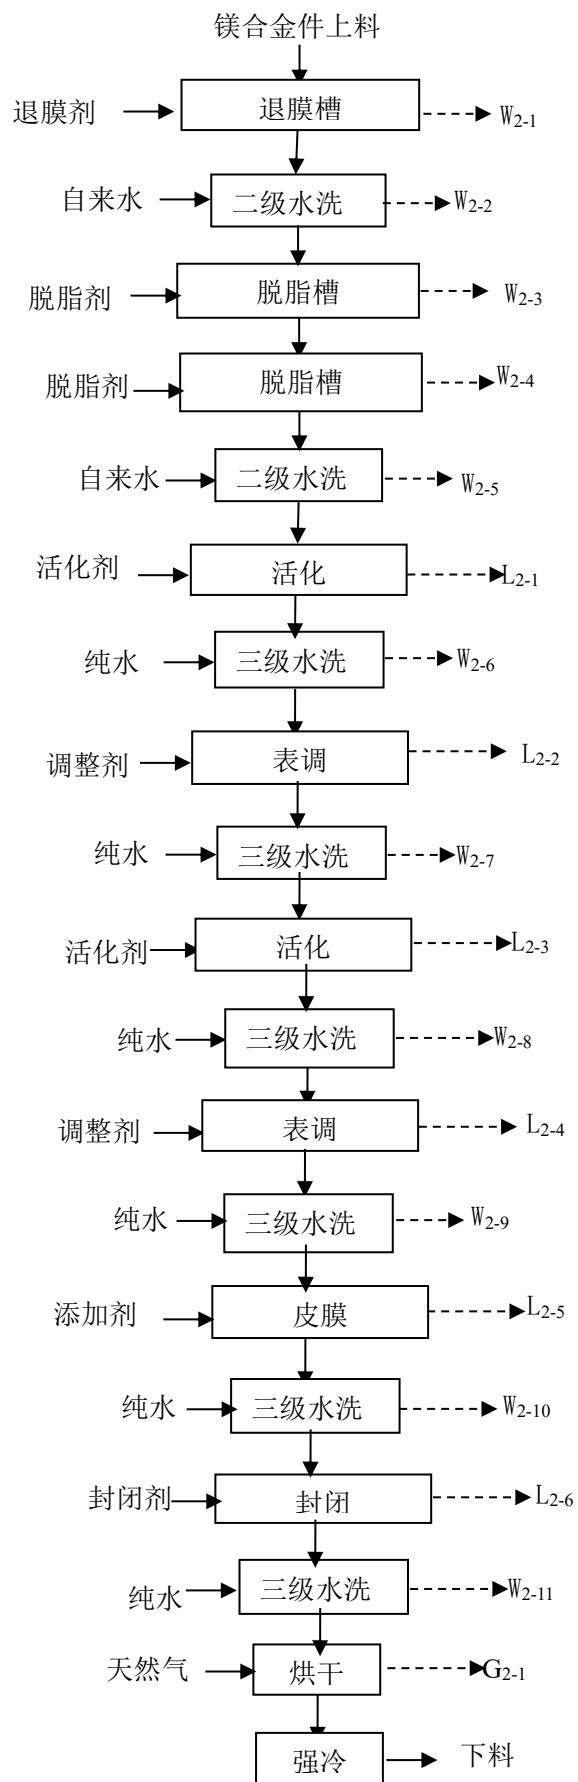 镁合金件上料
退膜剂 退膜槽 W2-1
自来水 二级水洗 W2-2
脱脂剂 脱脂槽 W2-3
脱脂剂 脱脂槽 W2-4
自来水 二级水洗 W2-5
活化剂 活化 L2-1
纯水 三级水洗 W2-6
调整剂 表调 L2-2
纯水 三级水洗 W2-7
活化剂 活化 L2-3
纯水 三级水洗 W2-8
调整剂 表调 L2-4
纯水 三级水洗 W2-9
添加剂 皮膜 L2-5
纯水 三级水洗 W2-10
封闭剂 封闭 L2-6
纯水 三级水洗 W2-11
天然气 烘干 G2-1
强冷 下料